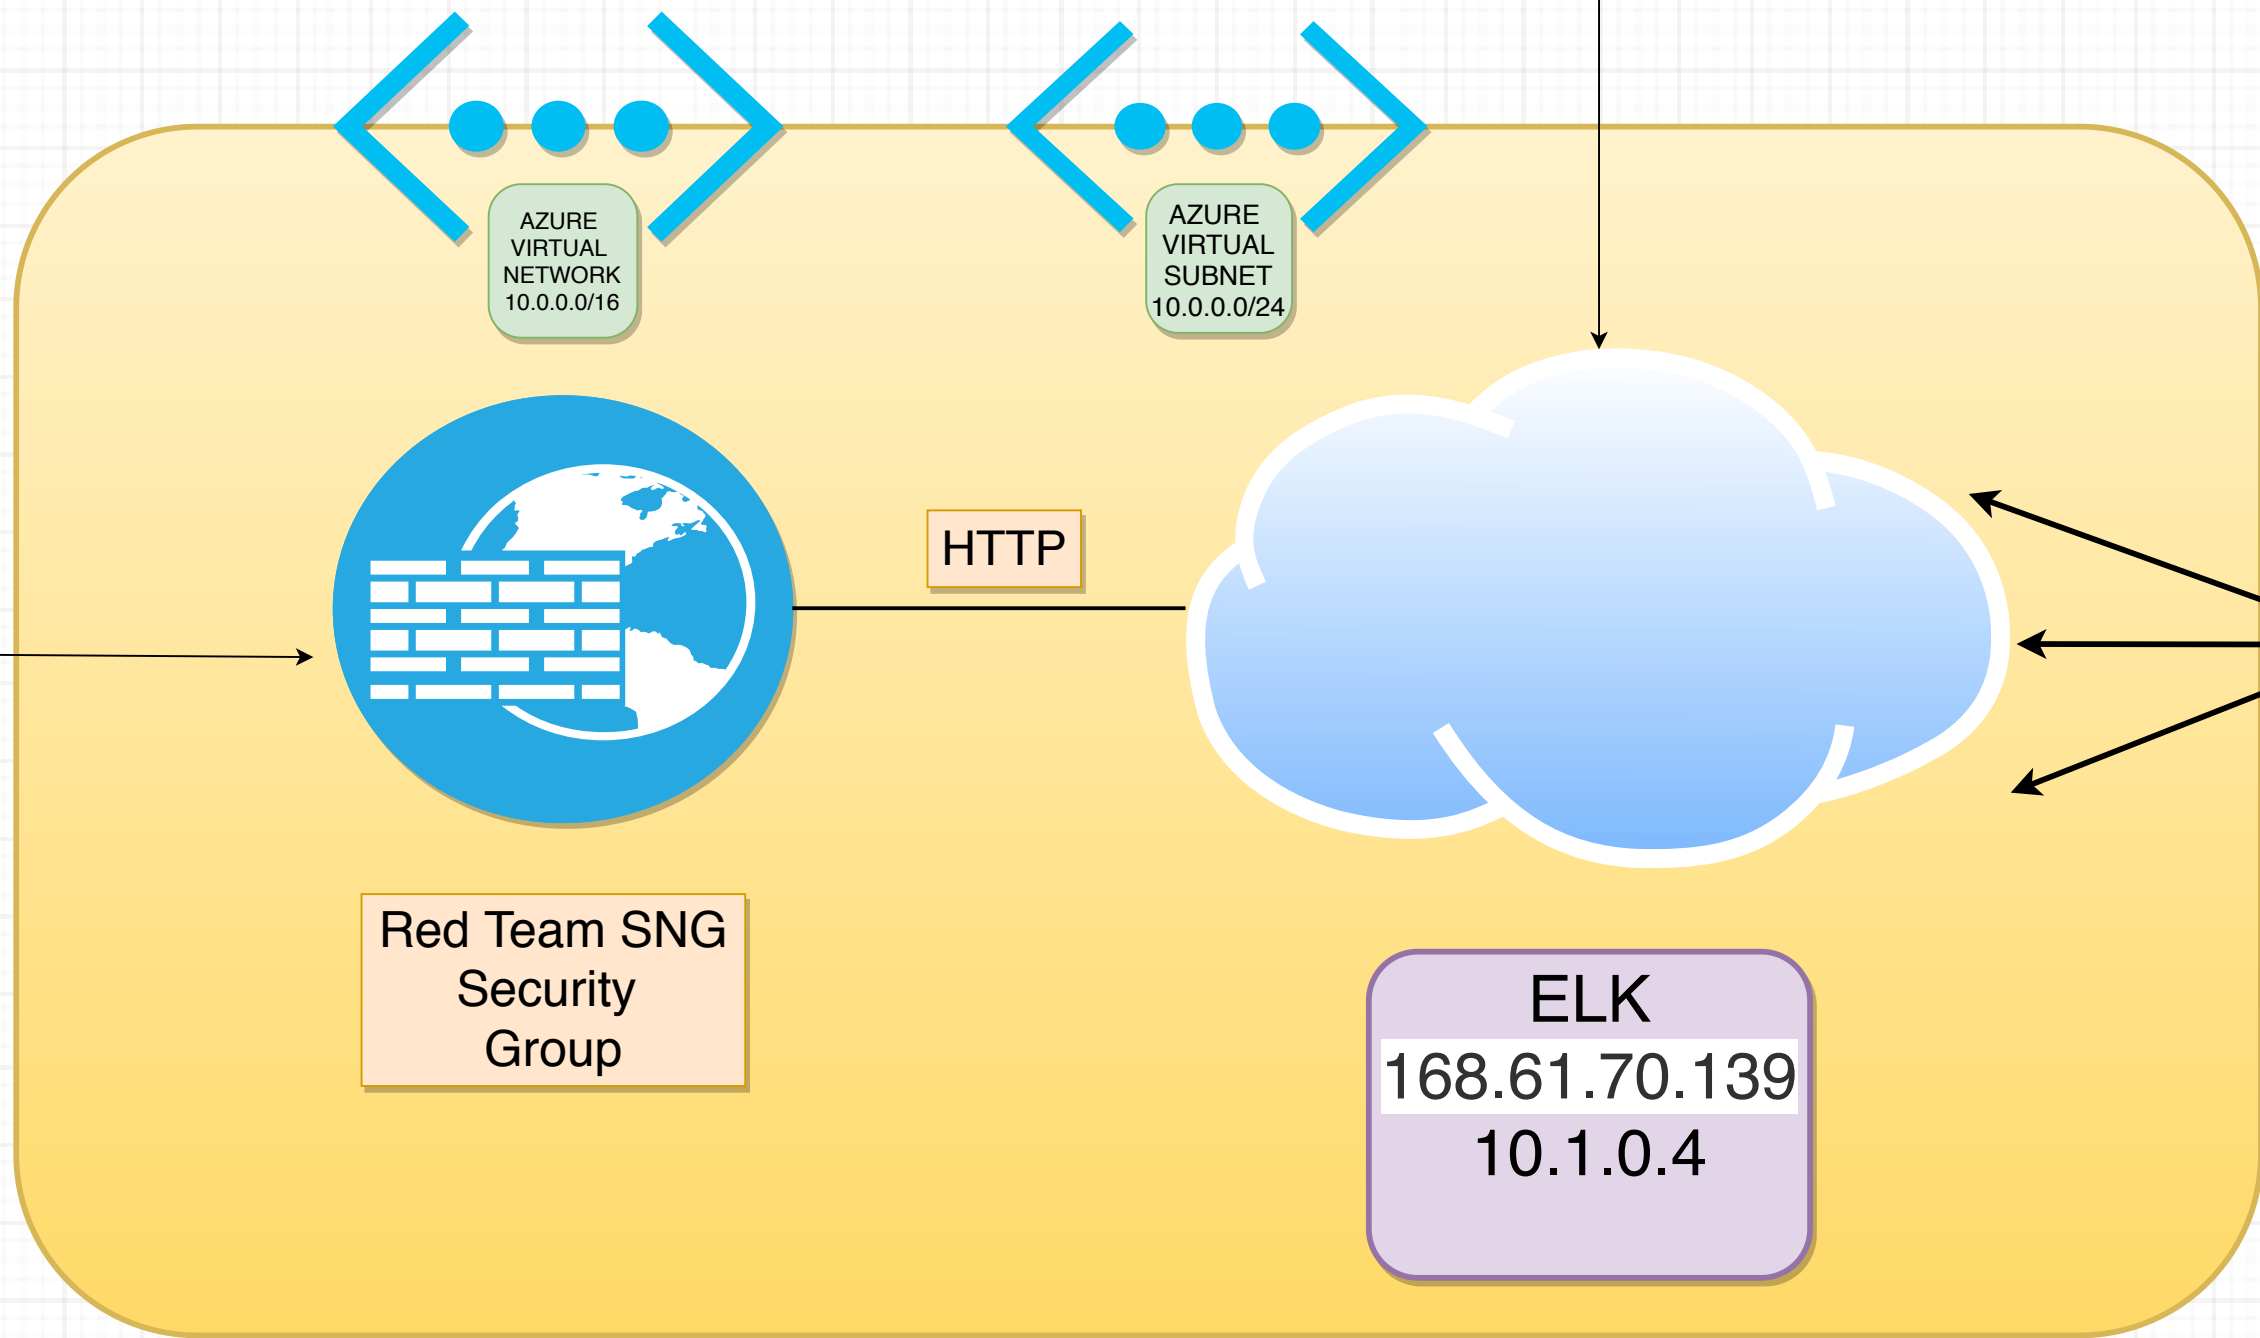 AZURE
VIRTUAL
NETWORK
10.0.0.0/16
AZURE
VIRTUAL
SUBNET
10.0.0.0/24
HTTP
Red Team SNG
Security
Group
ELK
168.61.70.139
10.1.0.4